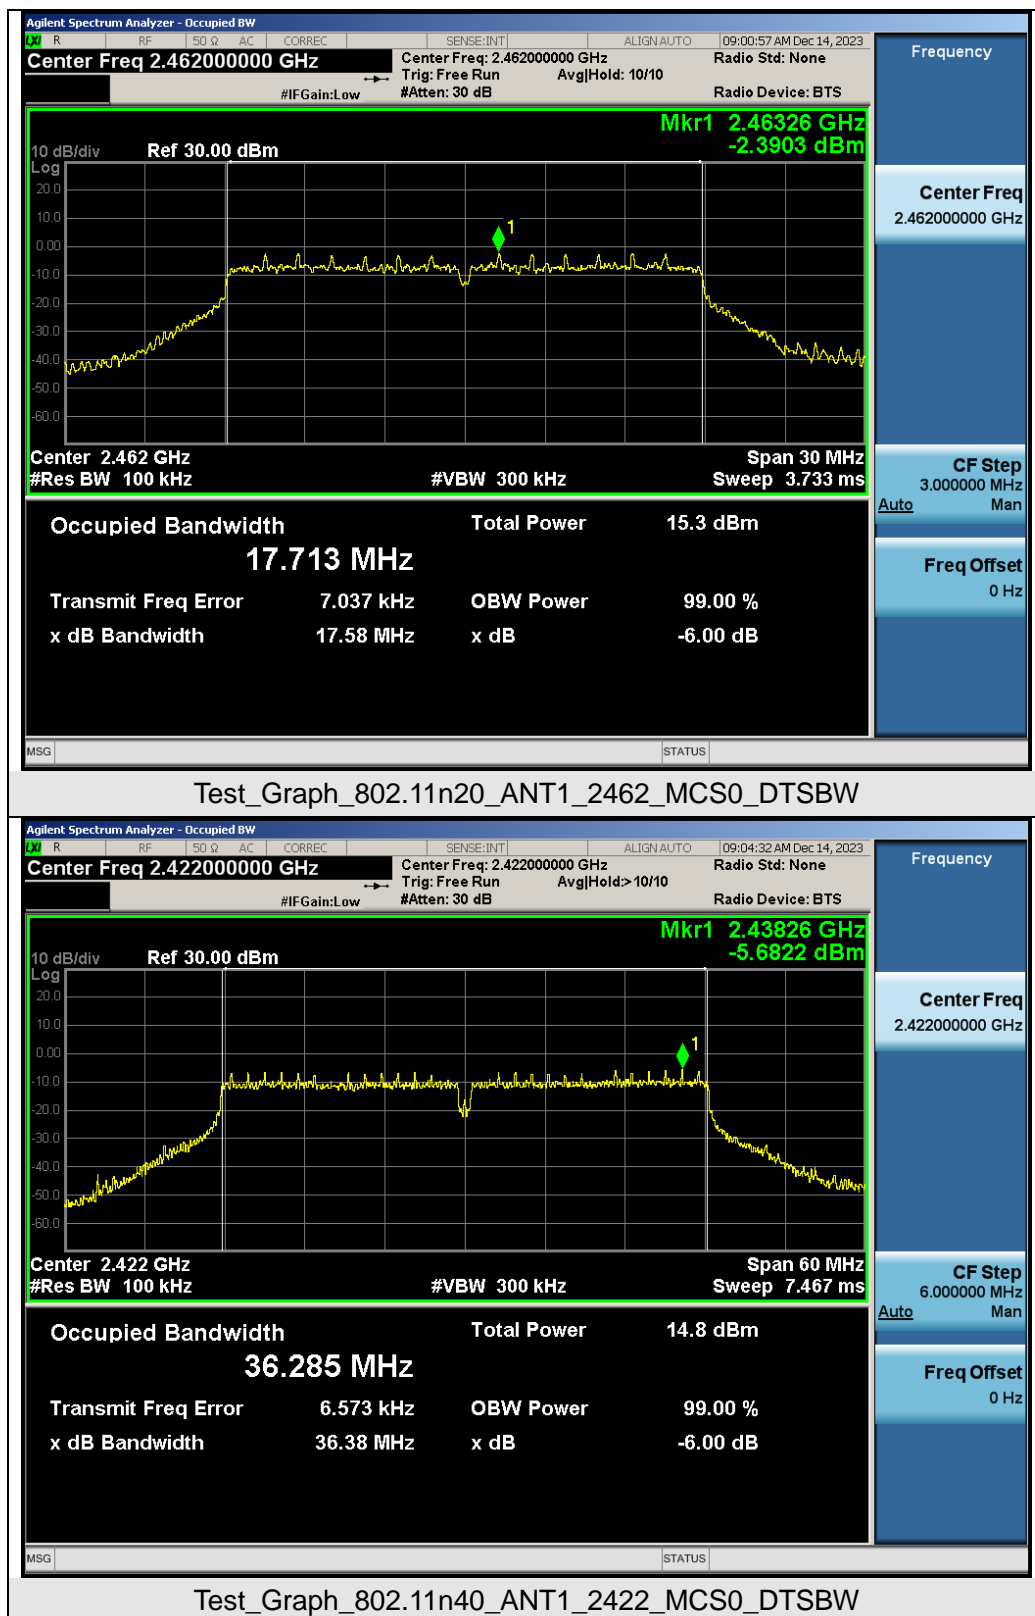 Agilent Spectrum Analyzer - Occupied BW
LXI R RF 50 Ω AC CORREC SENSE:INT ALIGN AUTO 09:00:57 AM Dec 14, 2023
Center Freq 2.462000000 GHz
Center Freq: 2.462000000 GHz
Radio Std: None
Trig: Free Run Avg|Hold: 10/10
#IFGain:Low
#Atten: 30 dB
Radio Device: BTS
Frequency
Mkr1 2.46326 GHz
-2.3903 dBm
10 dB/div Ref 30.00 dBm
Log
20.0
10.0
0.00
-10.0
-20.0
-30.0
-40.0
-50.0
-60.0
1
Center Freq
2.462000000 GHz
Center 2.462 GHz
Span 30 MHz
#Res BW 100 kHz
#VBW 300 kHz
Sweep 3.733 ms
CF Step
3.000000 MHz
Auto Man
Occupied Bandwidth
17.713 MHz
Total Power 15.3 dBm
Transmit Freq Error 7.037 kHz
OBW Power 99.00 %
x dB Bandwidth 17.58 MHz
x dB -6.00 dB
Freq Offset
0 Hz
MSG
STATUS
Test_Graph_802.11n20_ANT1_2462_MCS0_DTSBW
Agilent Spectrum Analyzer - Occupied BW
LXI R RF 50 Ω AC CORREC SENSE:INT ALIGN AUTO 09:04:32 AM Dec 14, 2023
Center Freq 2.422000000 GHz
Center Freq: 2.422000000 GHz
Radio Std: None
Trig: Free Run Avg|Hold:>10/10
#IFGain:Low
#Atten: 30 dB
Radio Device: BTS
Frequency
Mkr1 2.43826 GHz
-5.6822 dBm
10 dB/div Ref 30.00 dBm
Log
20.0
10.0
0.00
-10.0
-20.0
-30.0
-40.0
-50.0
-60.0
1
Center Freq
2.422000000 GHz
Center 2.422 GHz
Span 60 MHz
#Res BW 100 kHz
#VBW 300 kHz
Sweep 7.467 ms
CF Step
6.000000 MHz
Auto Man
Occupied Bandwidth
36.285 MHz
Total Power 14.8 dBm
Transmit Freq Error 6.573 kHz
OBW Power 99.00 %
x dB Bandwidth 36.38 MHz
x dB -6.00 dB
Freq Offset
0 Hz
MSG
STATUS
Test_Graph_802.11n40_ANT1_2422_MCS0_DTSBW